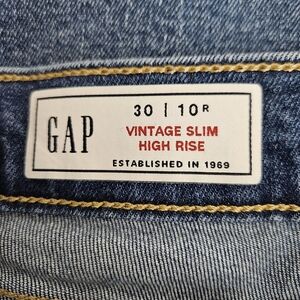 GAP
30 | 10R
VINTAGE SLIM
HIGH RISE
ESTABLISHED IN 1969